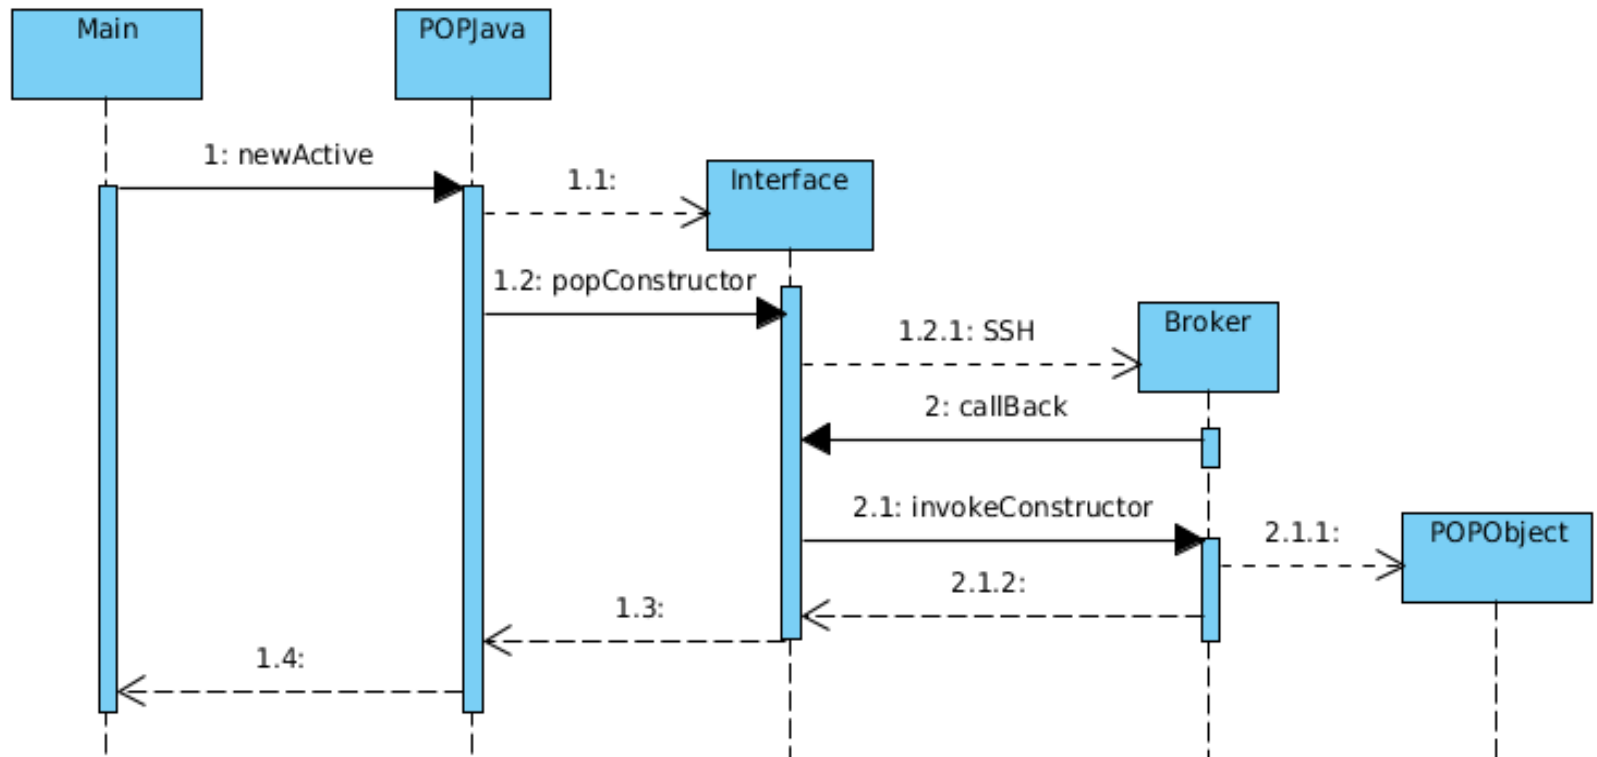 Main
POPJava
1: newActive
1.1:
Interface
1.2: popConstructor
1.2.1: SSH
Broker
2: callBack
2.1: invokeConstructor
2.1.1:
POPObject
2.1.2:
1.3:
1.4: